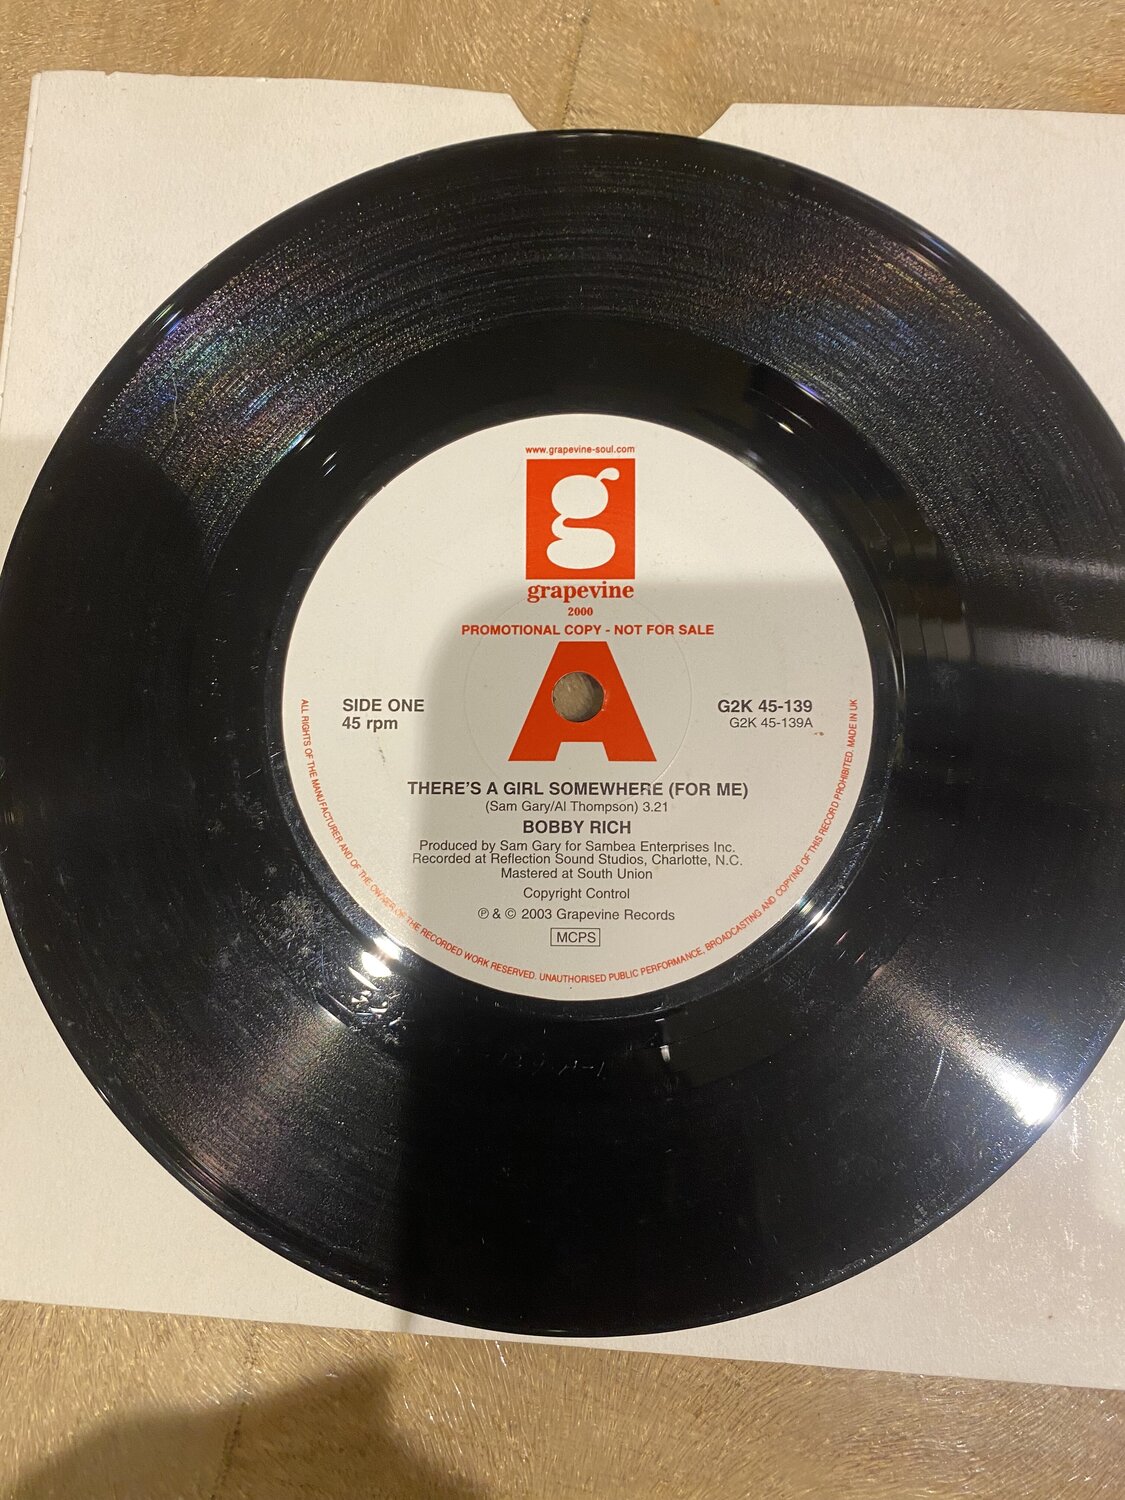 www.grapevine-soul.com
g
grapevine
2000
PROMOTIONAL COPY - NOT FOR SALE
A
SIDE ONE
45 rpm
G2K 45-139
G2K 45-139A
THERE'S A GIRL SOMEWHERE (FOR ME)
(Sam Gary/Al Thompson) 3.21
BOBBY RICH
Produced by Sam Gary for Sambea Enterprises Inc.
Recorded at Reflection Sound Studios, Charlotte, N.C.
Mastered at South Union
Copyright Control
℗ & © 2003 Grapevine Records
MCPS
ALL RIGHTS OF THE MANUFACTURER AND OF THE OWNER OF THE RECORDED WORK RESERVED. UNAUTHORISED PUBLIC PERFORMANCE, BROADCASTING AND COPYING OF THIS RECORD PROHIBITED. MADE IN UK